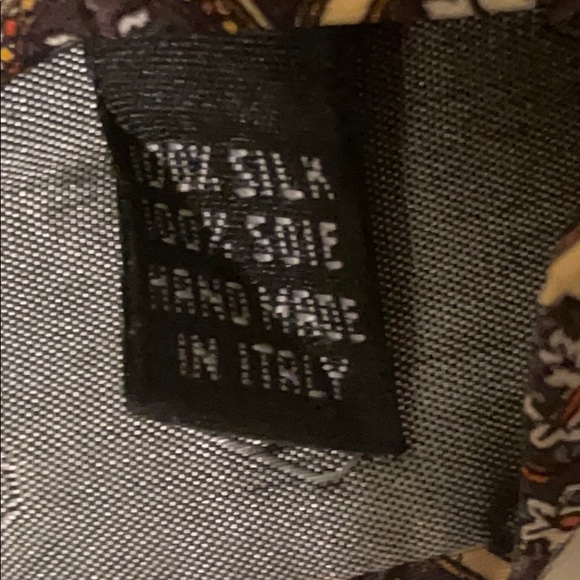 100% SILK
100% SOIE
HAND MADE
IN ITALY